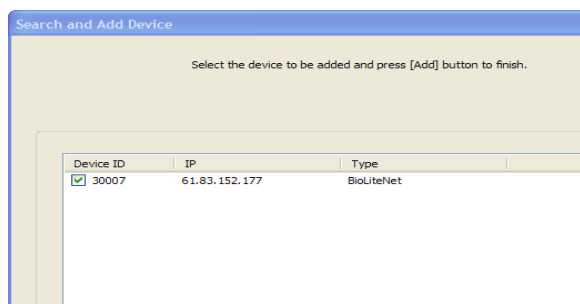 Search and Add Device
Select the device to be added and press [Add] button to finish.
Device ID IP Type
30007 61.83.152.177 BioLiteNet